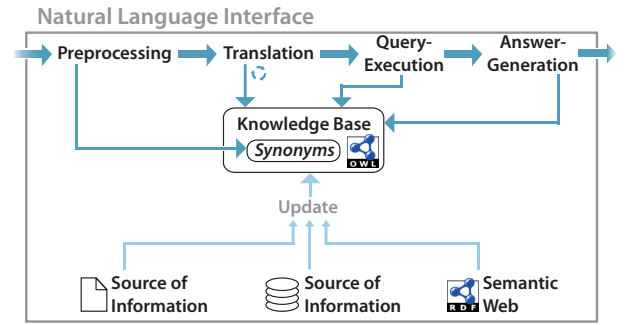 Natural Language Interface
Preprocessing
Translation
Query-
Execution
Answer-
Generation
Knowledge Base
Synonyms
OWL
Update
Source of
Information
Source of
Information
RDF
Semantic
Web